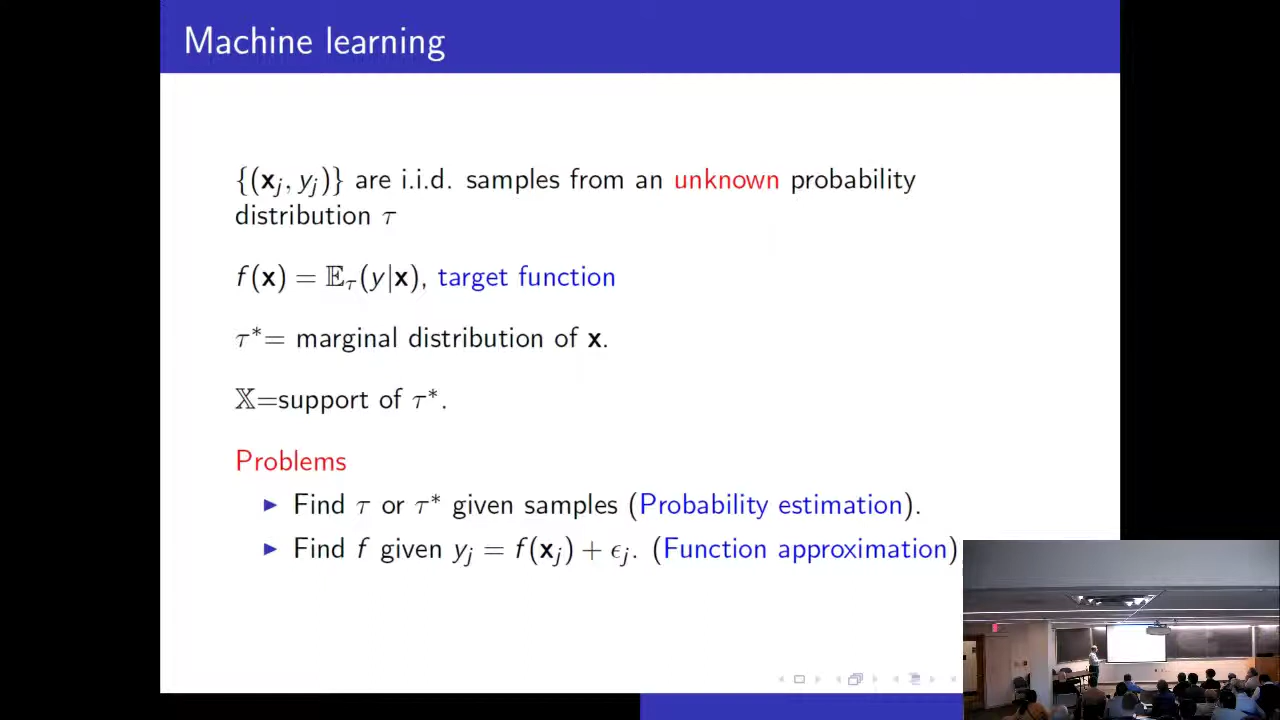 Machine learning
{(𝐱ⱼ, yⱼ)} are i.i.d. samples from an unknown probability
distribution τ
f(𝐱) = 𝔼_τ(y|𝐱), target function
τ*= marginal distribution of 𝐱.
𝕏=support of τ*.
Problems
▶ Find τ or τ* given samples (Probability estimation).
▶ Find f given yⱼ = f(𝐱ⱼ) + ϵⱼ. (Function approximation)